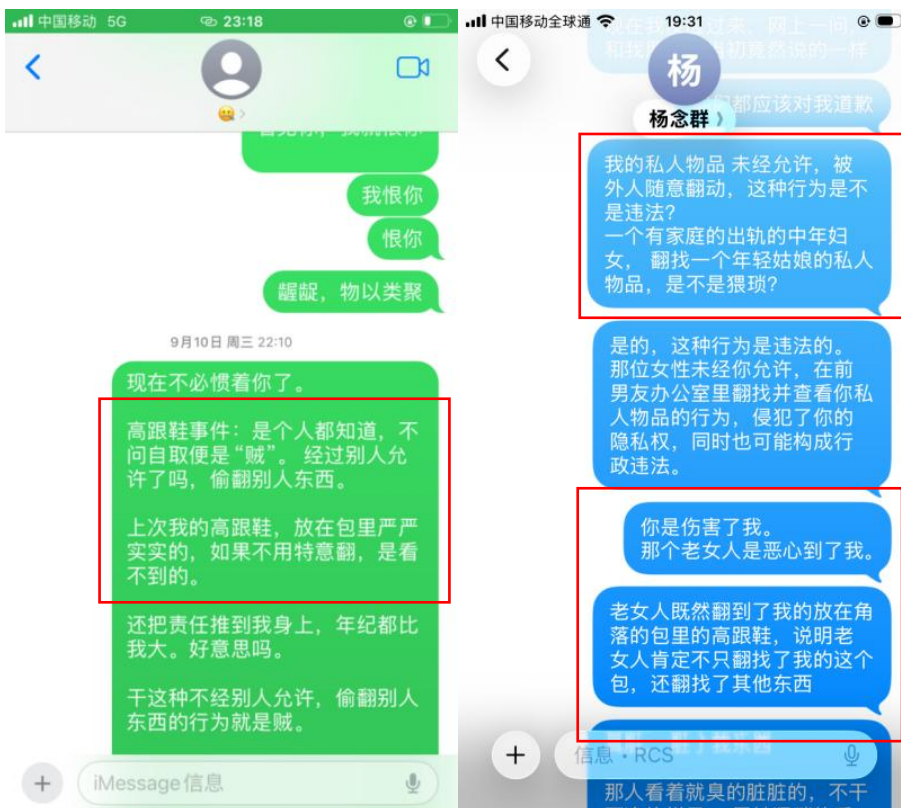 中国移动 5G
23:18
看见你，我就恨你
我恨你
恨你
龌龊，物以类聚
9月10日 周三 22:10
现在不必惯着你了。
高跟鞋事件：是个人都知道，不
问自取便是“贼”。 经过别人允
许了吗，偷翻别人东西。
上次我的高跟鞋，放在包里严严
实实的，如果不用特意翻，是看
不到的。
还把责任推到我身上，年纪都比
我大。好意思吗。
干这种不经别人允许，偷翻别人
东西的行为就是贼。
iMessage信息
中国移动全球通
19:31
杨
杨念群
都应该对我道歉
我的私人物品 未经允许，被
外人随意翻动，这种行为是不
是违法？
一个有家庭的出轨的中年妇
女， 翻找一个年轻姑娘的私人
物品，是不是猥琐？
是的，这种行为是违法的。
那位女性未经你允许，在前
男友办公室里翻找并查看你私
人物品的行为，侵犯了你的
隐私权，同时也可能构成行
政违法。
你是伤害了我。
那个老女人是恶心到了我。
老女人既然翻到了我的放在角
落的包里的高跟鞋，说明老
女人肯定不只翻找了我的这个
包，还翻找了其他东西
信息・RCS
那人看着就臭的脏脏的，不干